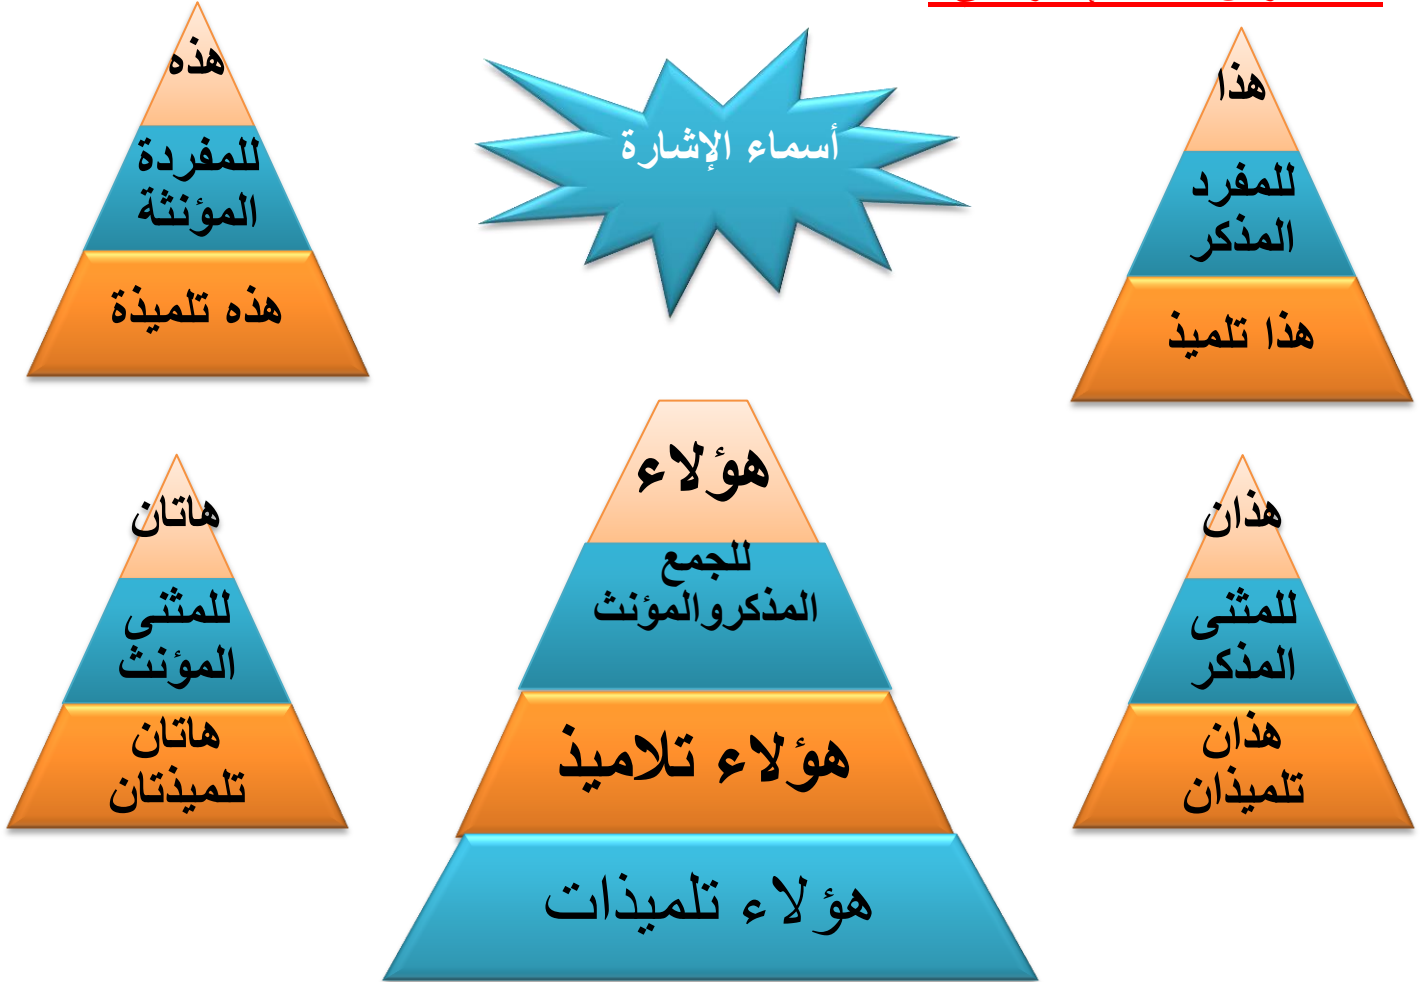 أسماء الإشارة
هذا
للمفرد
المذكر
هذا تلميذ
هذه
للمفردة
المؤنثة
هذه تلميذة
هذان
للمثنى
المذكر
هذان
تلميذان
هؤلاء
للجمع
المذكروالمؤنث
هؤلاء تلاميذ
هؤلاء تلميذات
هاتان
للمثنى
المؤنث
هاتان
تلميذتان